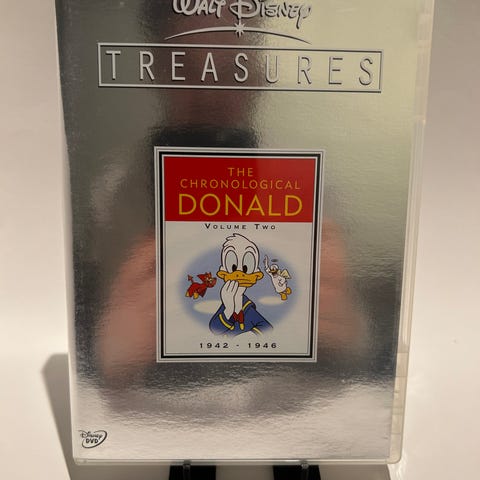 Walt Disney
TREASURES
THE
CHRONOLOGICAL
DONALD
VOLUME TWO
1942 - 1946
Disney
DVD